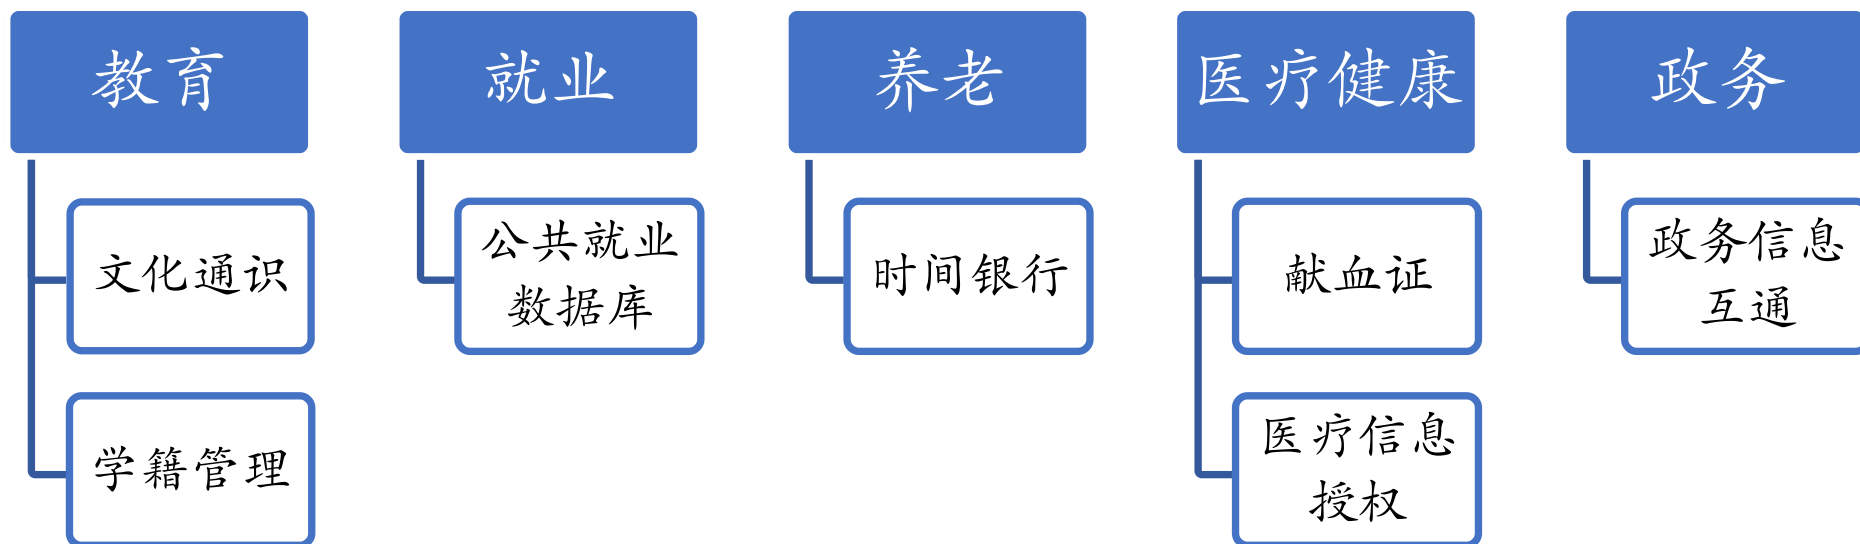 教育
文化通识
学籍管理
就业
公共就业
数据库
养老
时间银行
医疗健康
献血证
医疗信息
授权
政务
政务信息
互通